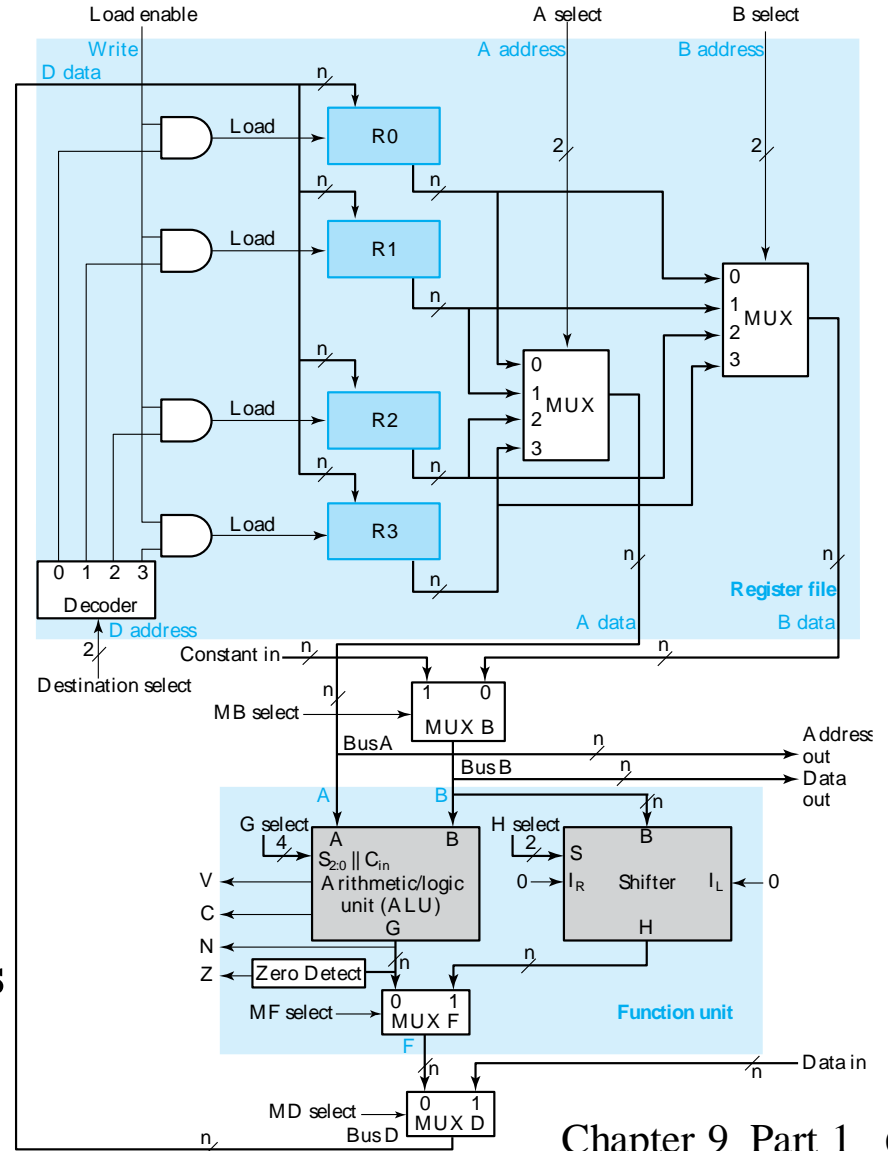 Load enable
A select
B select
Write
A address
B address
D data
n
Load
R0
2
2
n
n
Load
R1
n
0
1
2
3
MUX
n
Load
R2
0
1
2
3
MUX
n
n
Load
R3
n
n
n
0 1 2 3
Decoder
Register file
D address
A data
B data
2
Constant in
n
n
Destination select
n
1 0
MB select
MUX B
Bus A
n
Address
out
Bus B
n
Data
out
A
B
n
G select
4
A
B
H select
2
B
S2:0 || Cin
S
V
Arithmetic/logic
unit (ALU)
0
IR
Shifter
IL
0
C
G
H
N
n
n
Z
Zero Detect
0 1
MF select
MUX F
Function unit
F
n
Data in
n
0 1
MD select
MUX D
Bus D
n
Chapter 9 Part 1